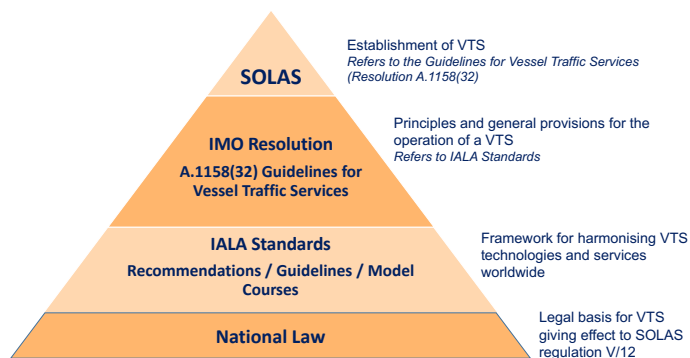 SOLAS
Establishment of VTS
Refers to the Guidelines for Vessel Traffic Services
(Resolution A.1158(32)
IMO Resolution
A.1158(32) Guidelines for
Vessel Traffic Services
Principles and general provisions for the
operation of a VTS
Refers to IALA Standards
IALA Standards
Recommendations / Guidelines / Model
Courses
Framework for harmonising VTS
technologies and services
worldwide
National Law
Legal basis for VTS
giving effect to SOLAS
regulation V/12